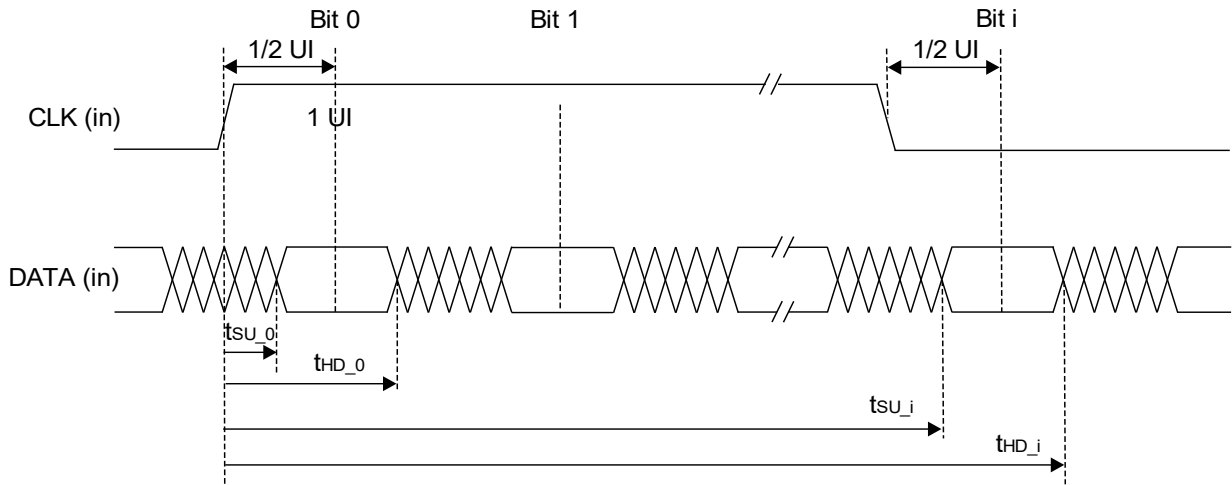 Bit 0
Bit 1
Bit i
1/2 UI
1/2 UI
CLK (in)
1 UI
DATA (in)
tSU_0
tHD_0
tSU_i
tHD_i